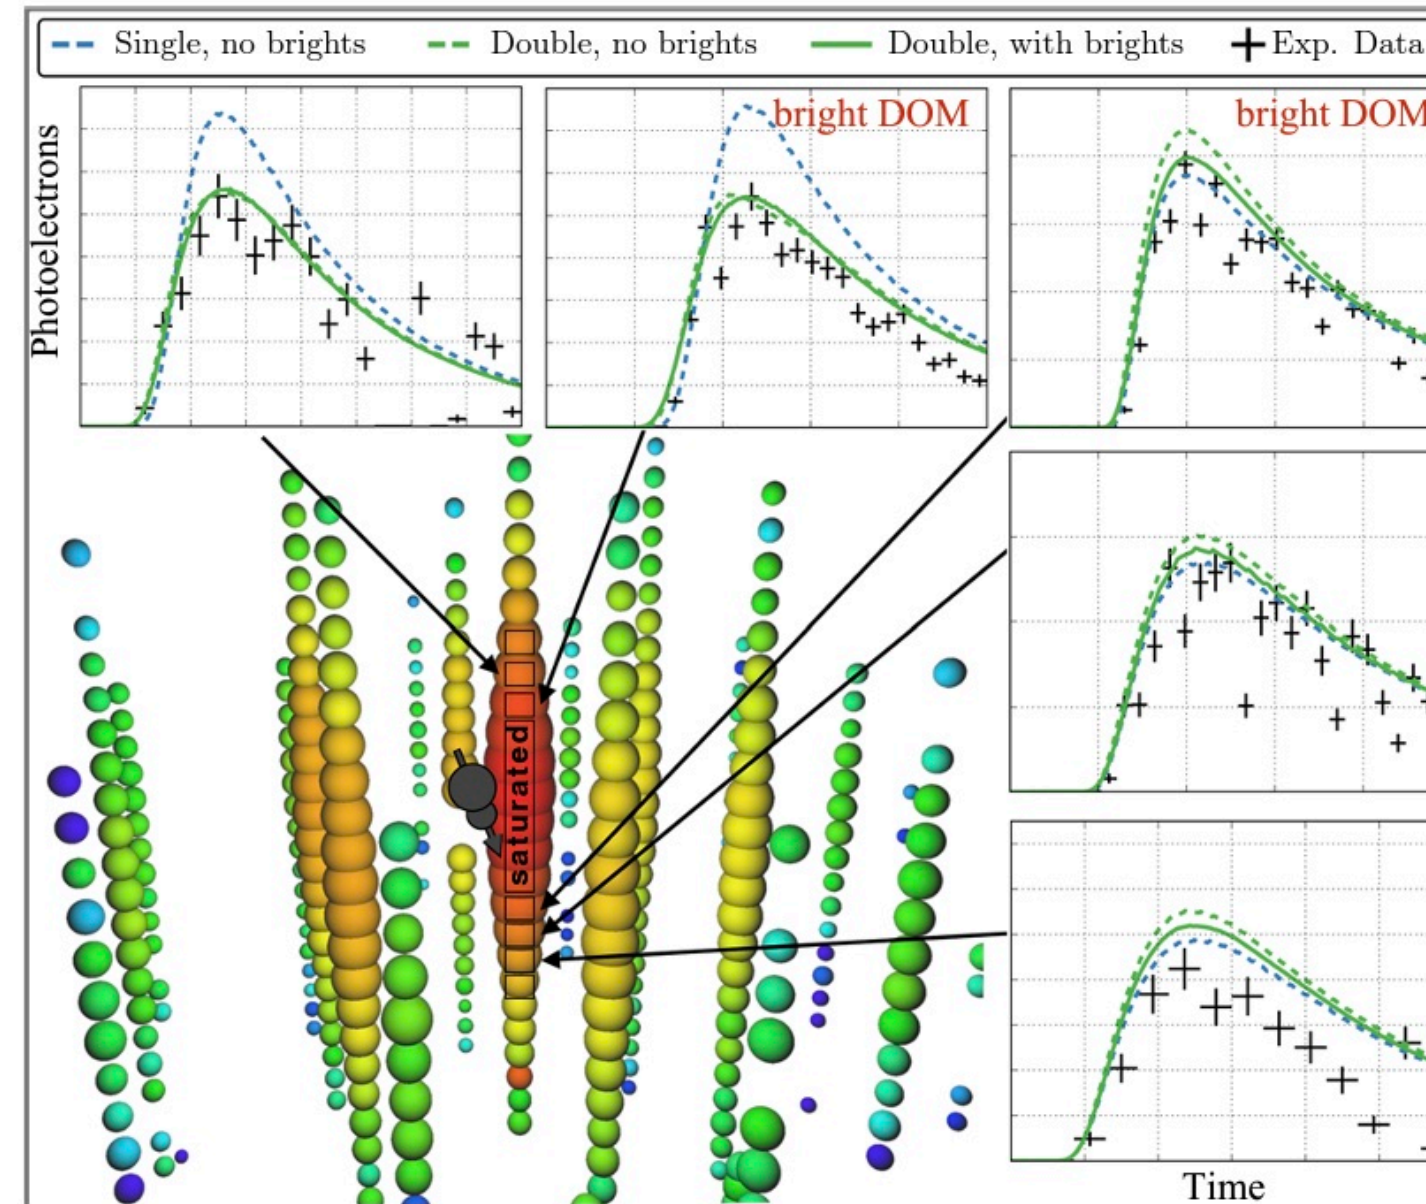 Single, no brights Double, no brights Double, with brights Exp. Data
Photoelectrons
bright DOM
bright DOM
saturated
Time